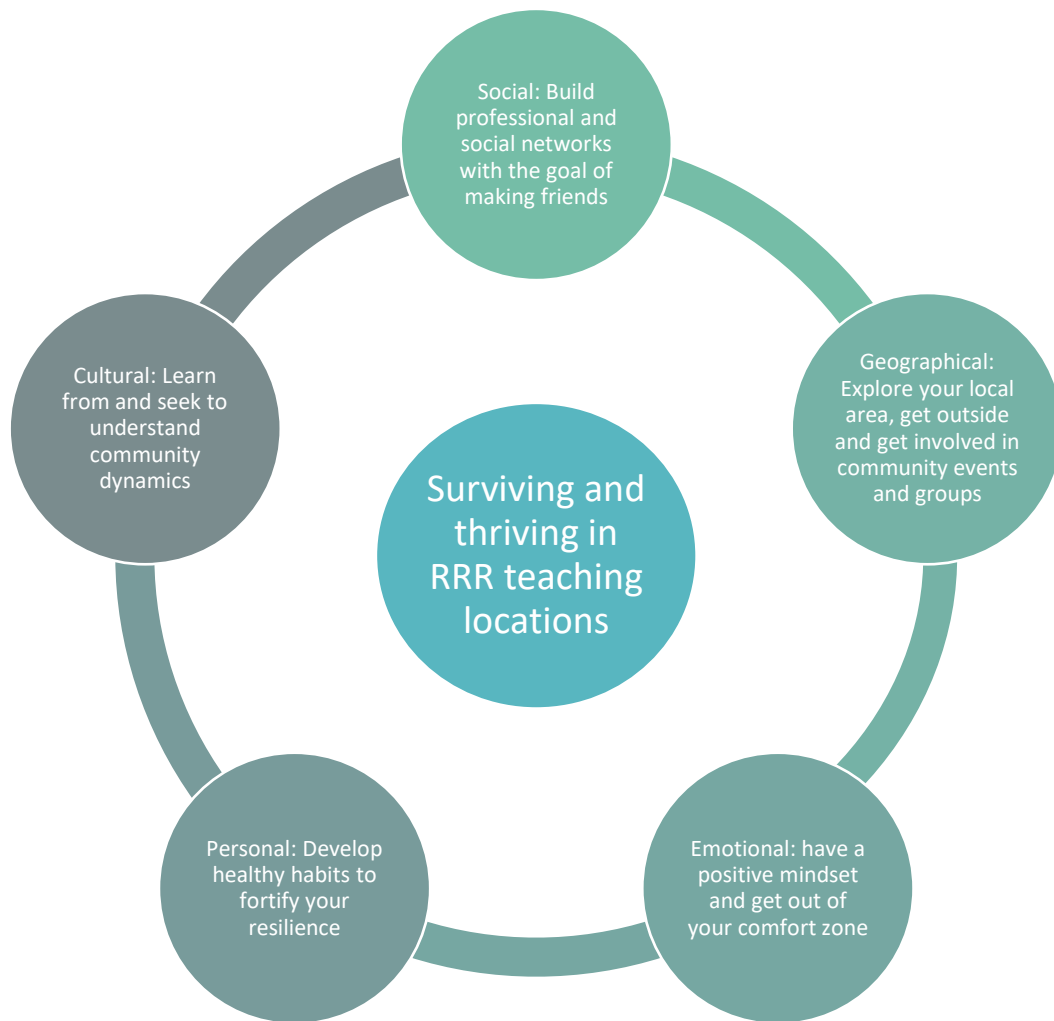 Social: Build
professional and
social networks
with the goal of
making friends
Geographical:
Explore your local
area, get outside
and get involved in
community events
and groups
Emotional: have a
positive mindset
and get out of
your comfort zone
Personal: Develop
healthy habits to
fortify your
resilience
Cultural: Learn
from and seek to
understand
community
dynamics
Surviving and
thriving in
RRR teaching
locations